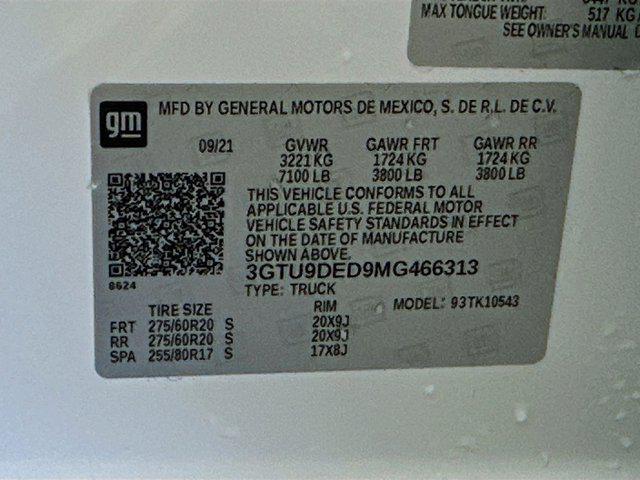 MAX TONGUE WEIGHT: 517 KG
SEE OWNER'S MANUAL
gm
MFD BY GENERAL MOTORS DE MEXICO, S. DE R.L. DE C.V.
09/21 GVWR GAWR FRT GAWR RR
3221 KG 1724 KG 1724 KG
7100 LB 3800 LB 3800 LB
THIS VEHICLE CONFORMS TO ALL
APPLICABLE U.S. FEDERAL MOTOR
VEHICLE SAFETY STANDARDS IN EFFECT
ON THE DATE OF MANUFACTURE
SHOWN ABOVE.
3GTU9DED9MG466313
8624
TYPE: TRUCK
TIRE SIZE RIM MODEL: 93TK10543
FRT 275/60R20 S 20X9J
RR 275/60R20 S 20X9J
SPA 255/80R17 S 17X8J